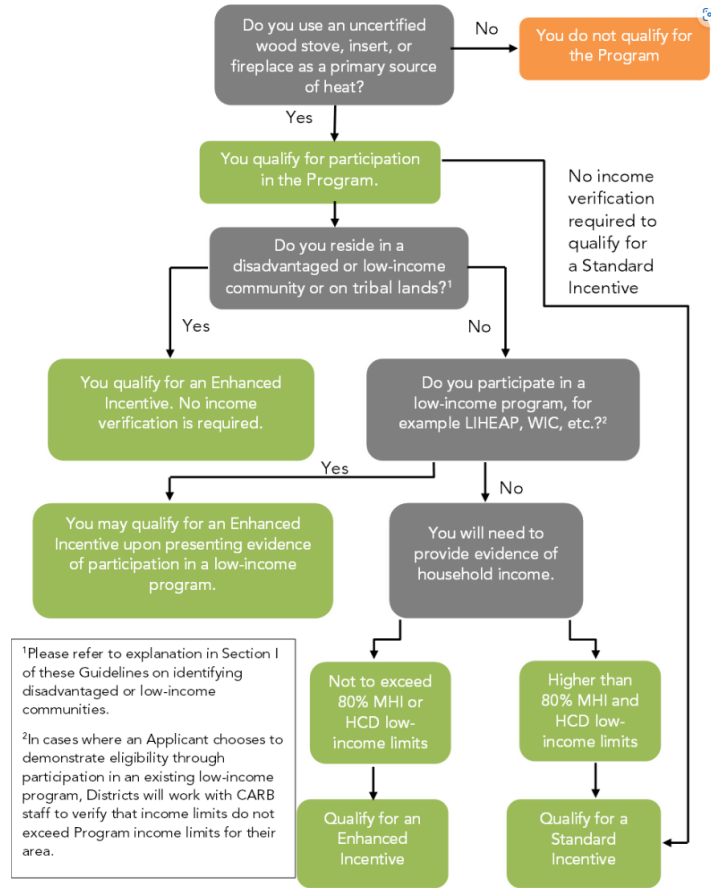 Do you use an uncertified
wood stove, insert, or
fireplace as a primary source
of heat?
No
You do not qualify for
the Program
Yes
You qualify for participation
in the Program.
No income
verification
required to
qualify for
a Standard
Incentive
Do you reside in a
disadvantaged or low-income
community or on tribal lands?¹
Yes
No
You qualify for an Enhanced
Incentive. No income
verification is required.
Do you participate in a
low-income program, for
example LIHEAP, WIC, etc.?²
Yes
No
You may qualify for an Enhanced
Incentive upon presenting evidence
of participation in a low-income
program.
You will need to
provide evidence of
household income.
¹Please refer to explanation in Section I
of these Guidelines on identifying
disadvantaged or low-income
communities.
²In cases where an Applicant chooses to
demonstrate eligibility through
participation in an existing low-income
program, Districts will work with CARB
staff to verify that income limits do not
exceed Program income limits for their
area.
Not to exceed
80% MHI or
HCD low-
income limits
Higher than
80% MHI and
HCD low-
income limits
Qualify for an
Enhanced
Incentive
Qualify for a
Standard
Incentive